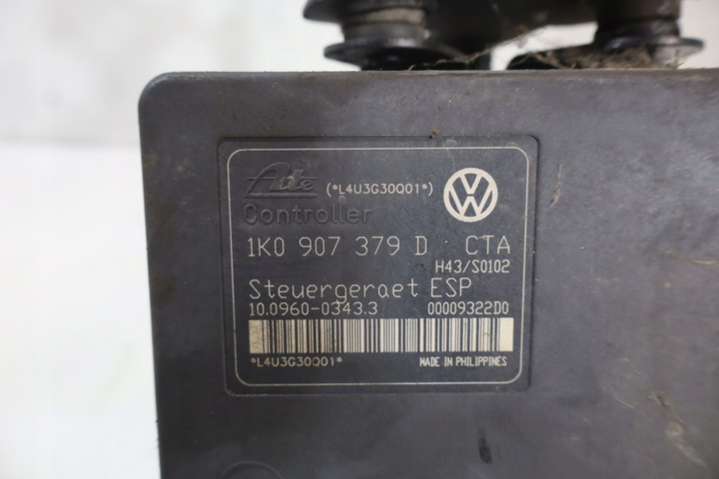 Ate (*L4U3G30Q01*)
Controller
1K0 907 379 D CTA
H43/S0102
Steuergeraet ESP
10.0960-0343.3 00009322D0
*L4U3G30Q01* MADE IN PHILIPPINES